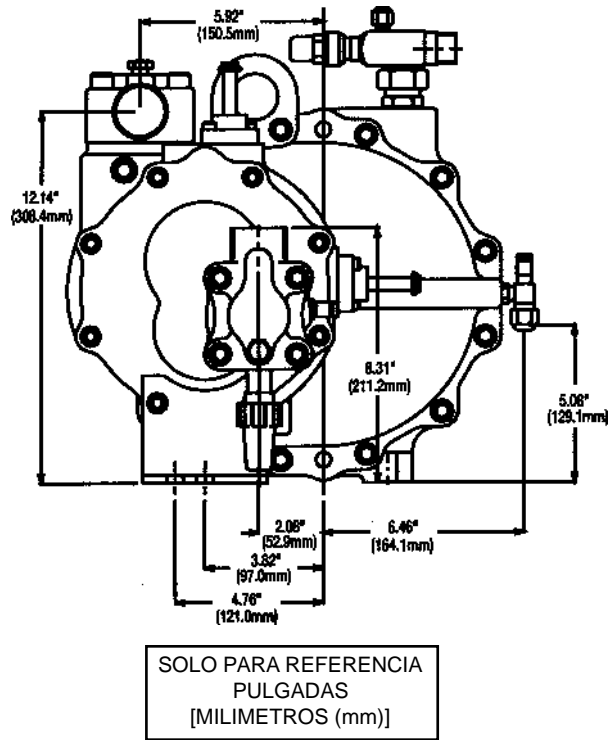 5.92"
(150.5mm)
12.14"
(308.4mm)
8.31"
(211.2mm)
5.08"
(129.1mm)
2.08"
(52.9mm)
6.46"
(164.1mm)
3.82"
(97.0mm)
4.76"
(121.0mm)
SOLO PARA REFERENCIA
PULGADAS
[MILIMETROS (mm)]